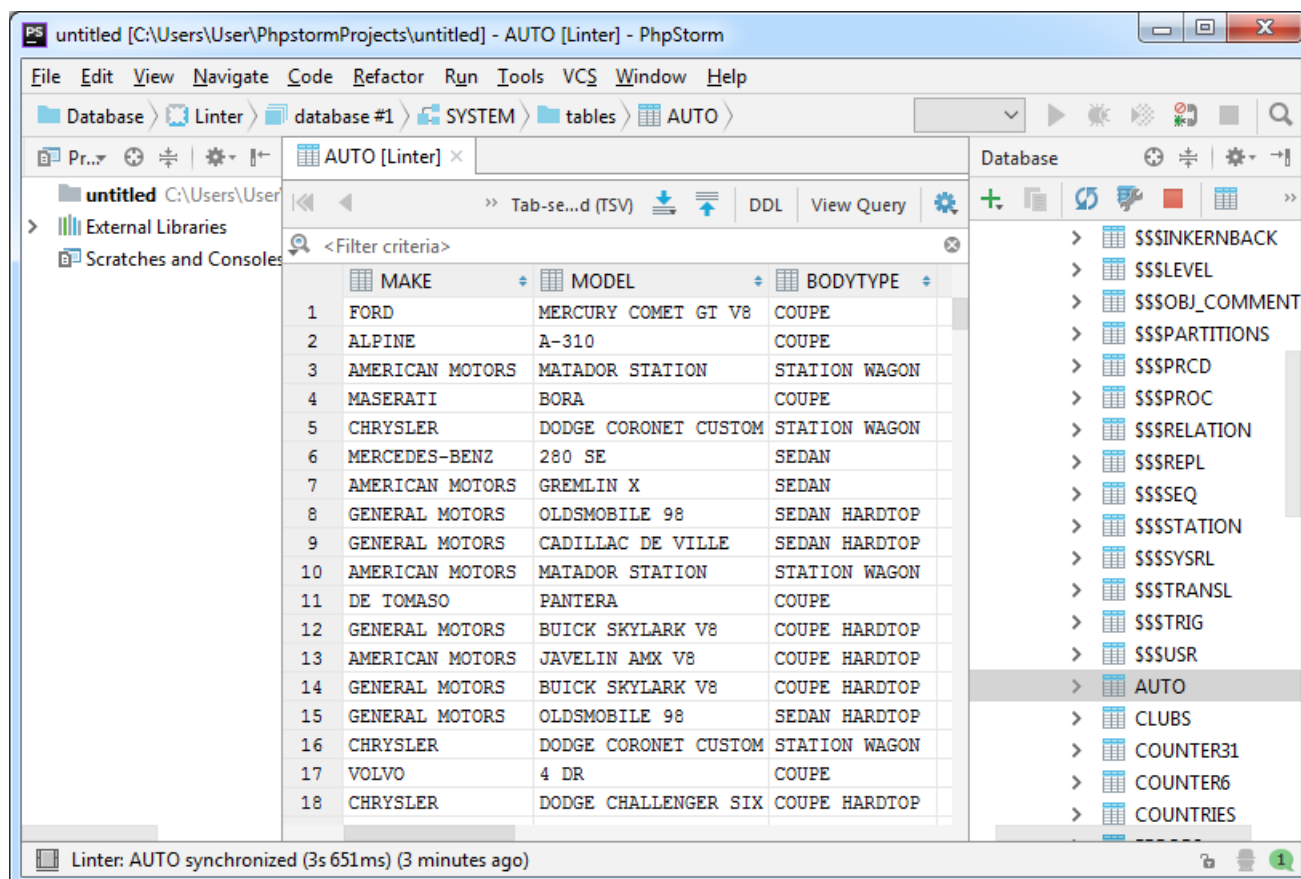 PS untitled [C:\Users\User\PhpstormProjects\untitled] - AUTO [Linter] - PhpStorm
File Edit View Navigate Code Refactor Run Tools VCS Window Help
Database Linter database #1 SYSTEM tables AUTO
Pr...
untitled C:\Users\User\
External Libraries
Scratches and Consoles
AUTO [Linter]
Tab-se...d (TSV) DDL View Query
<Filter criteria>
MAKE MODEL BODYTYPE
1 FORD MERCURY COMET GT V8 COUPE
2 ALPINE A-310 COUPE
3 AMERICAN MOTORS MATADOR STATION STATION WAGON
4 MASERATI BORA COUPE
5 CHRYSLER DODGE CORONET CUSTOM STATION WAGON
6 MERCEDES-BENZ 280 SE SEDAN
7 AMERICAN MOTORS GREMLIN X SEDAN
8 GENERAL MOTORS OLDSMOBILE 98 SEDAN HARDTOP
9 GENERAL MOTORS CADILLAC DE VILLE SEDAN HARDTOP
10 AMERICAN MOTORS MATADOR STATION STATION WAGON
11 DE TOMASO PANTERA COUPE
12 GENERAL MOTORS BUICK SKYLARK V8 COUPE HARDTOP
13 AMERICAN MOTORS JAVELIN AMX V8 COUPE HARDTOP
14 GENERAL MOTORS BUICK SKYLARK V8 COUPE HARDTOP
15 GENERAL MOTORS OLDSMOBILE 98 SEDAN HARDTOP
16 CHRYSLER DODGE CORONET CUSTOM STATION WAGON
17 VOLVO 4 DR COUPE
18 CHRYSLER DODGE CHALLENGER SIX COUPE HARDTOP
Database
$$$INKERNBACK
$$$LEVEL
$$$OBJ_COMMENT
$$$PARTITIONS
$$$PRCD
$$$PROC
$$$RELATION
$$$REPL
$$$SEQ
$$$STATION
$$$SYSRL
$$$TRANSL
$$$TRIG
$$$USR
AUTO
CLUBS
COUNTER31
COUNTER6
COUNTRIES
Linter: AUTO synchronized (3s 651ms) (3 minutes ago)
1